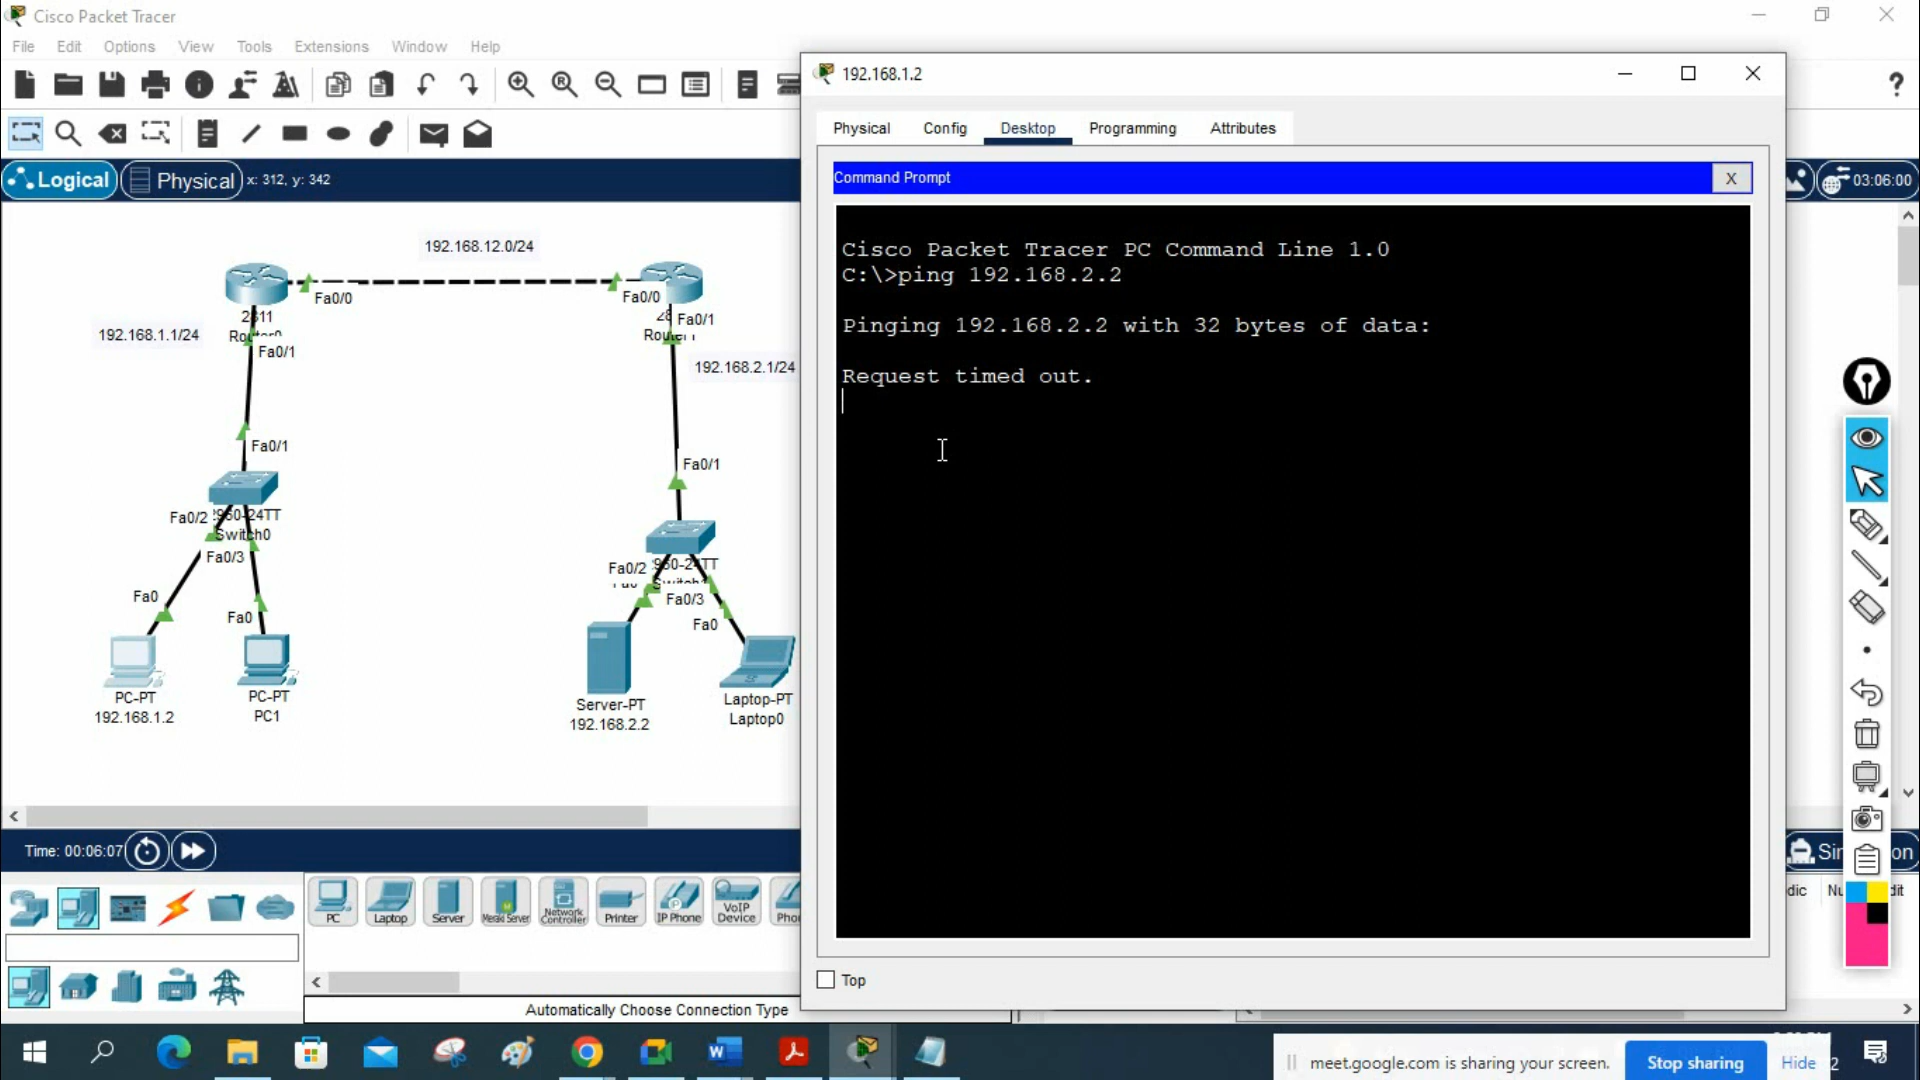 Cisco Packet Tracer
File Edit Options View Tools Extensions Window Help
Logical Physical x: 312, y: 342
03:06:00
192.168.12.0/24
Fa0/0
Fa0/0
2811
Router0
Fa0/1
Fa0/1
192.168.1.1/24
192.168.2.1/24
Fa0/1
Fa0/1
Fa0/2
Switch0
Fa0/3
Fa0/2
Fa0/3
Fa0
Fa0
Fa0
PC-PT
192.168.1.2
PC-PT
PC1
Server-PT
192.168.2.2
Laptop-PT
Laptop0
Time: 00:06:07
PC Laptop Server Meraki Server Network Controller Printer IP Phone VoIP Device
Automatically Choose Connection Type
192.168.1.2
Physical Config Desktop Programming Attributes
Command Prompt X
Cisco Packet Tracer PC Command Line 1.0
C:\>ping 192.168.2.2
Pinging 192.168.2.2 with 32 bytes of data:
Request timed out.
Top
meet.google.com is sharing your screen. Stop sharing Hide